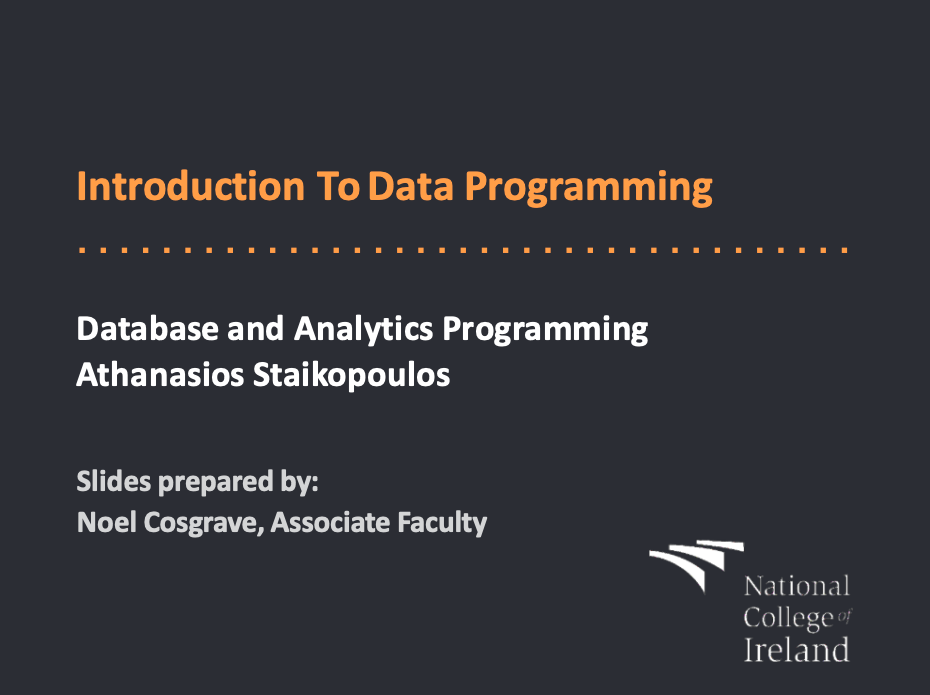 Introduction To Data Programming
Database and Analytics Programming
Athanasios Staikopoulos
Slides prepared by:
Noel Cosgrave, Associate Faculty
National
College of
Ireland